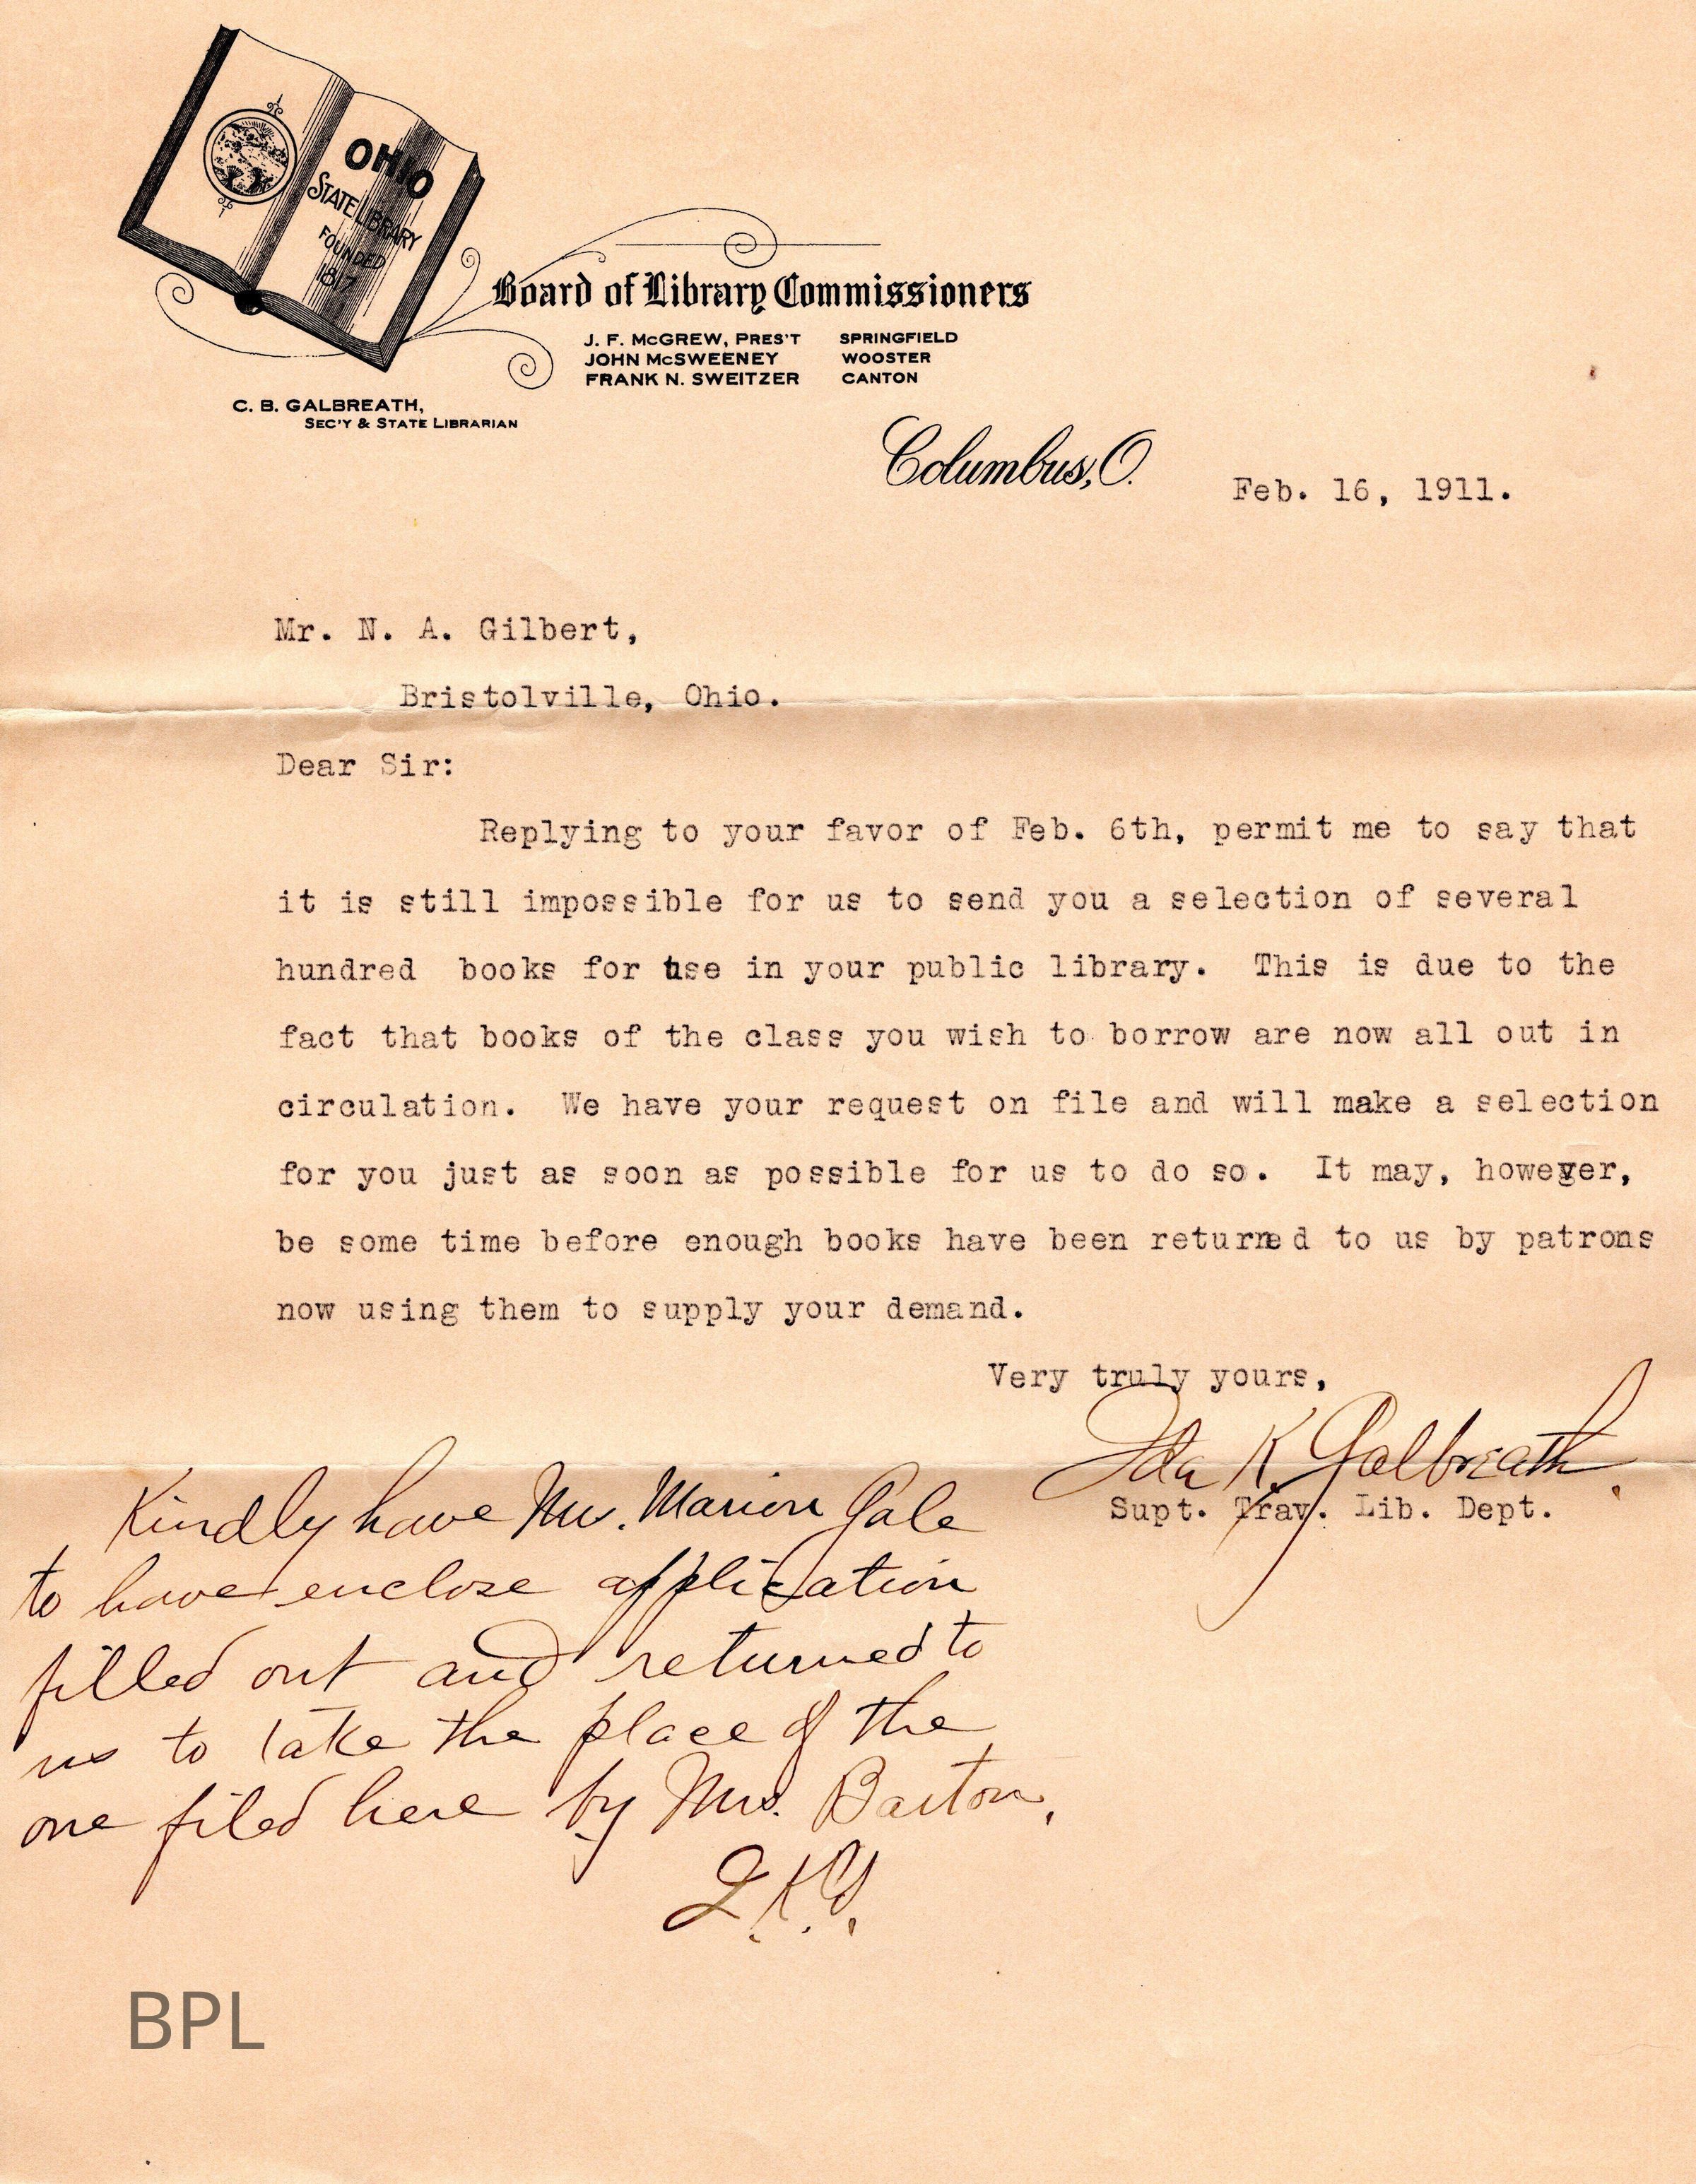 OHIO
STATE LIBRARY
FOUNDED
1817
Board of Library Commissioners
J. F. McGREW, PRES'T SPRINGFIELD
JOHN McSWEENEY WOOSTER
FRANK N. SWEITZER CANTON
C. B. GALBREATH,
SEC'Y & STATE LIBRARIAN
Columbus, O. Feb. 16, 1911.
Mr. N. A. Gilbert,
Bristolville, Ohio.
Dear Sir:
Replying to your favor of Feb. 6th, permit me to say that
it is still impossible for us to send you a selection of several
hundred books for use in your public library. This is due to the
fact that books of the class you wish to borrow are now all out in
circulation. We have your request on file and will make a selection
for you just as soon as possible for us to do so. It may, however,
be some time before enough books have been returned to us by patrons
now using them to supply your demand.
Very truly yours,
Ida K. Galbreath.
Supt. Trav. Lib. Dept.
Kindly have Mrs. Marion Gale
to have enclose application
filled out and returned to
us to take the place of the
one filed here by Mrs. Barton.
I.K.G.
BPL